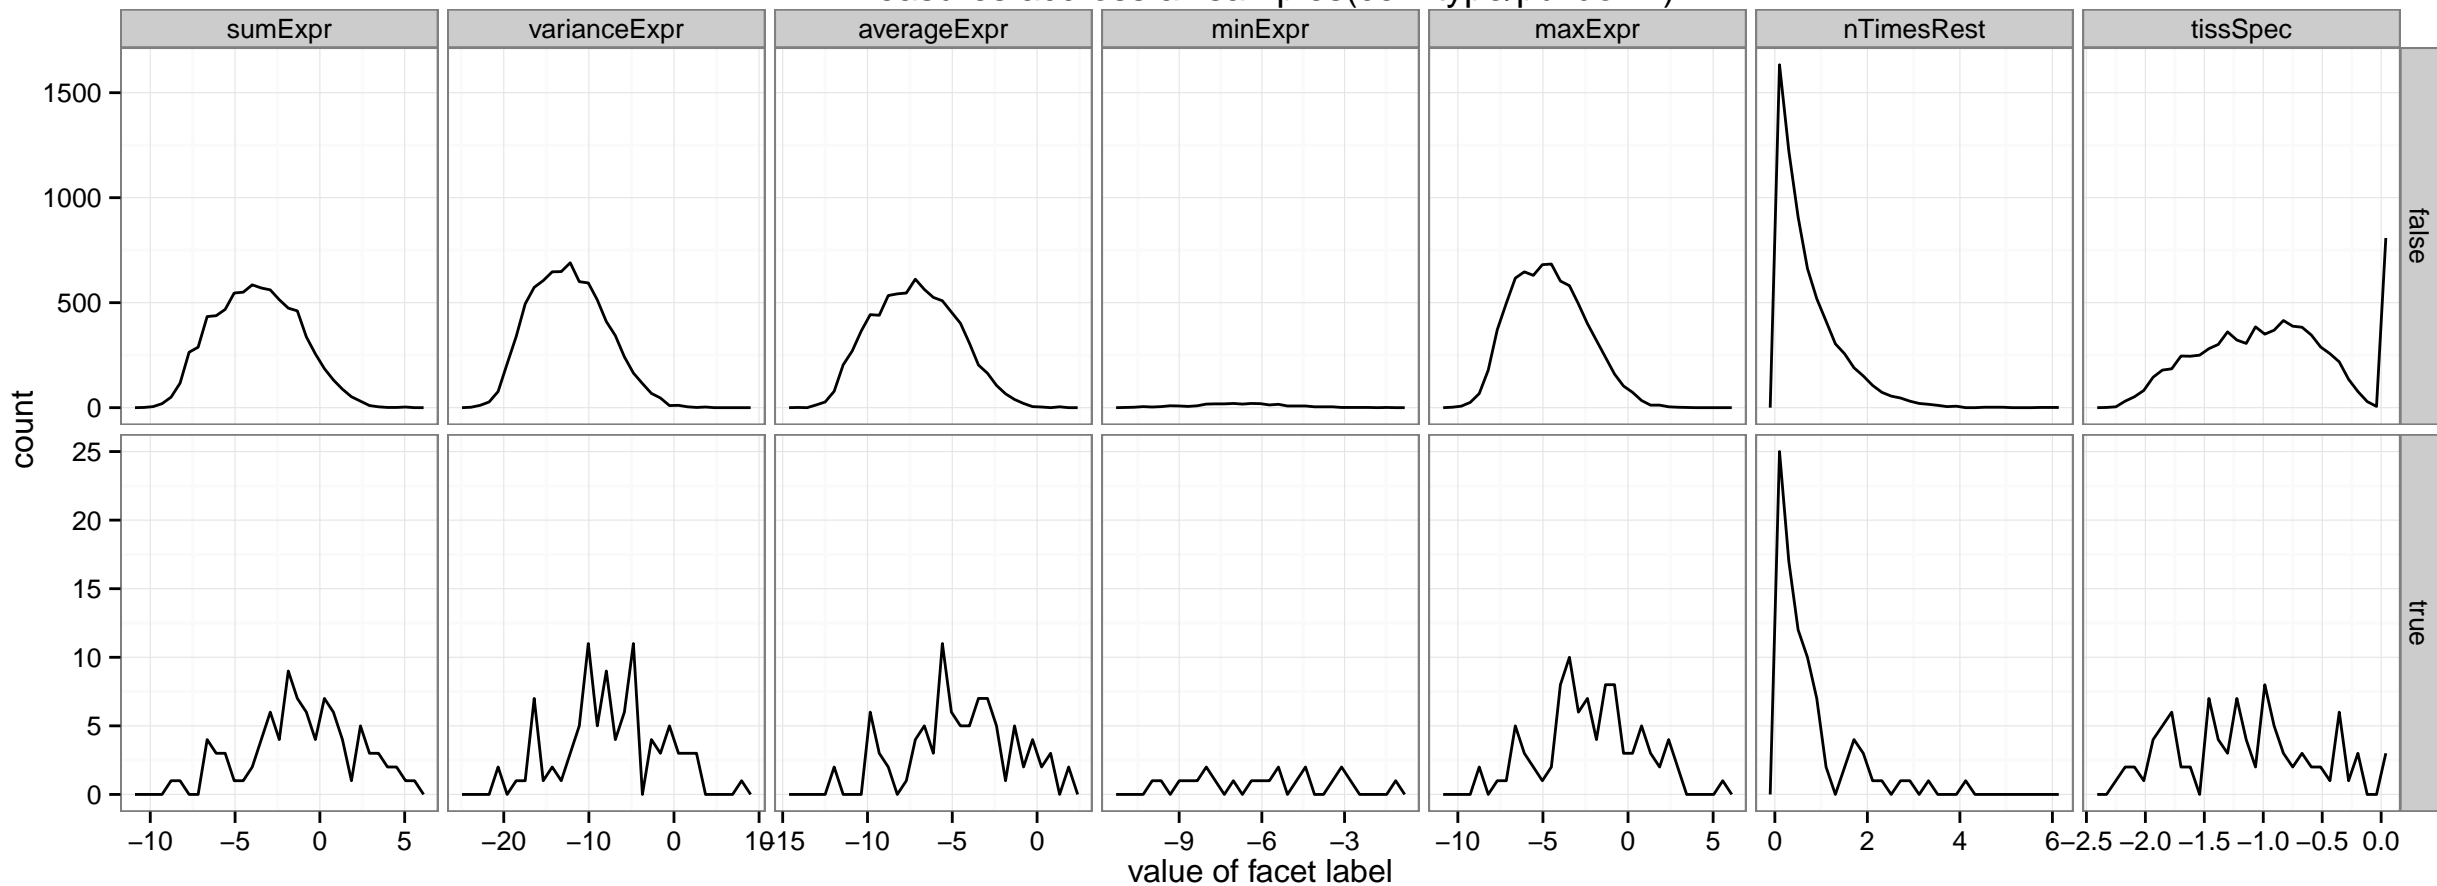 sumExpr varianceExpr averageExpr minExpr maxExpr nTimesRest tissSpec
1500
1000
500
0
false
25
20
15
10
5
0
true
count
−10 −5 0 5 −20 −10 0 10 −15 −10 −5 0 −9 −6 −3 −10 −5 0 5 0 2 4 6 −2.5 −2.0 −1.5 −1.0 −0.5 0.0
value of facet label